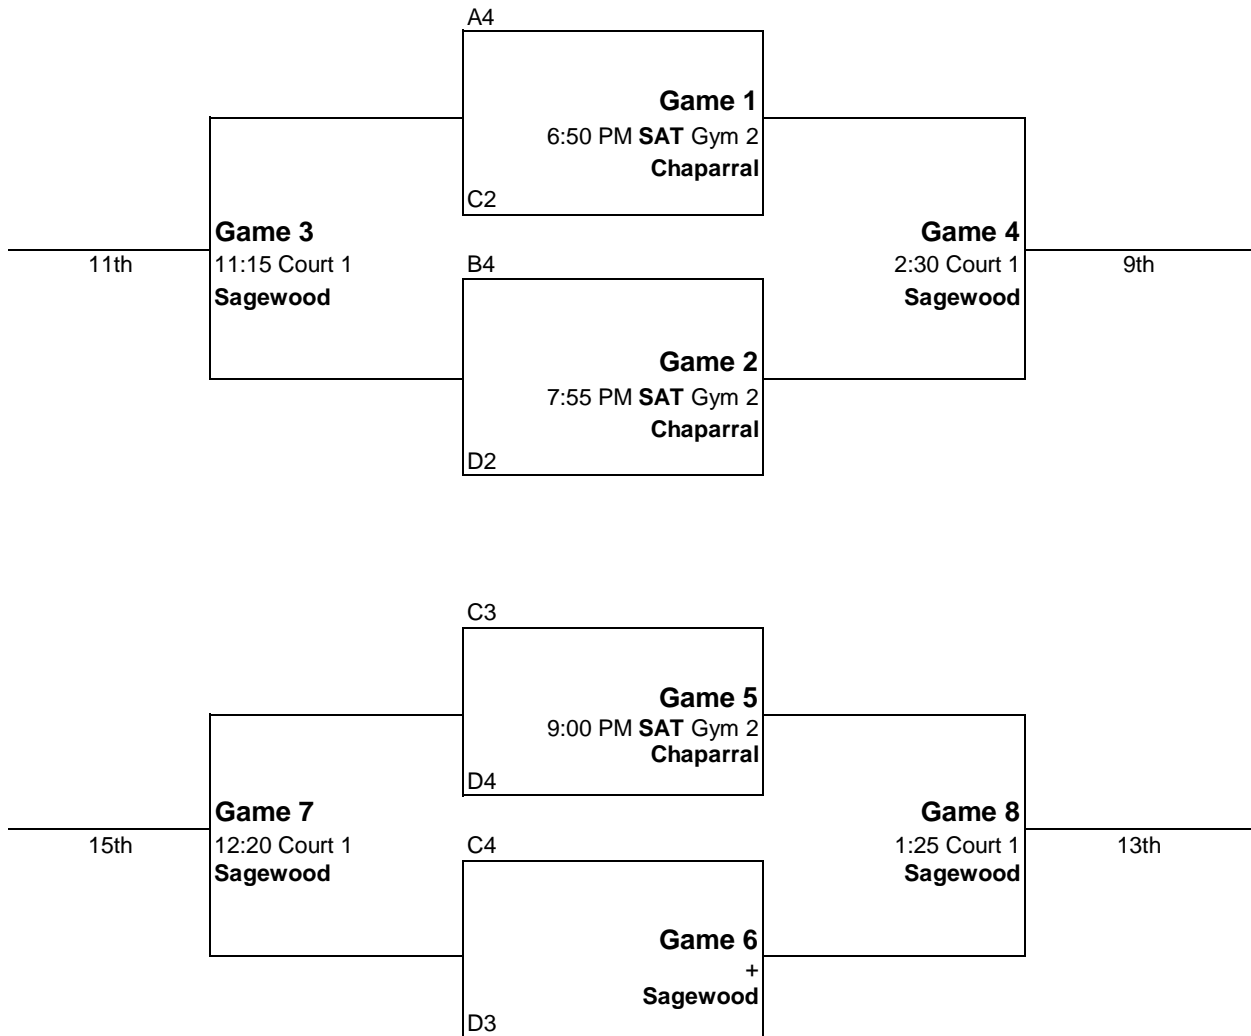 A4
Game 1
6:50 PM SAT Gym 2
Chaparral
C2
Game 3
Game 4
11th
11:15 Court 1
B4
2:30 Court 1
9th
Sagewood
Sagewood
Game 2
7:55 PM SAT Gym 2
Chaparral
D2
C3
Game 5
9:00 PM SAT Gym 2
Chaparral
D4
Game 7
Game 8
15th
12:20 Court 1
C4
1:25 Court 1
13th
Sagewood
Sagewood
Game 6
+
Sagewood
D3